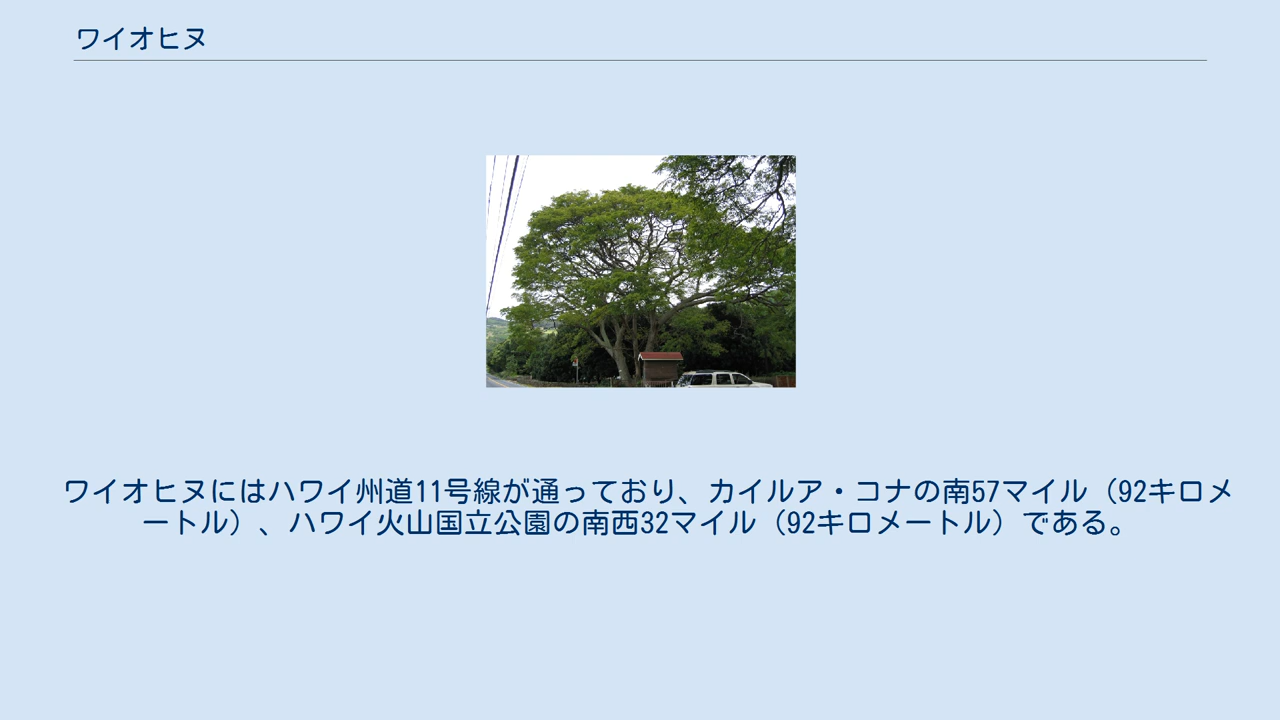 ワイオヒヌ
ワイオヒヌにはハワイ州道11号線が通っており、カイルア・コナの南57マイル（92キロメ
ートル）、ハワイ火山国立公園の南西32マイル（92キロメートル）である。